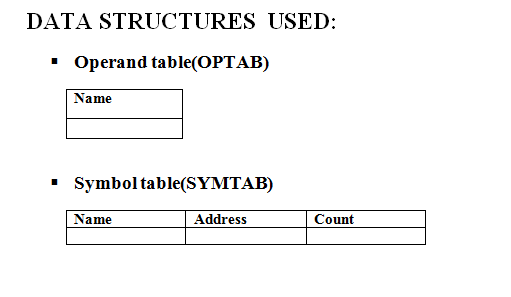 DATA STRUCTURES USED:
▪ Operand table(OPTAB)
Name
▪ Symbol table(SYMTAB)
Name Address Count